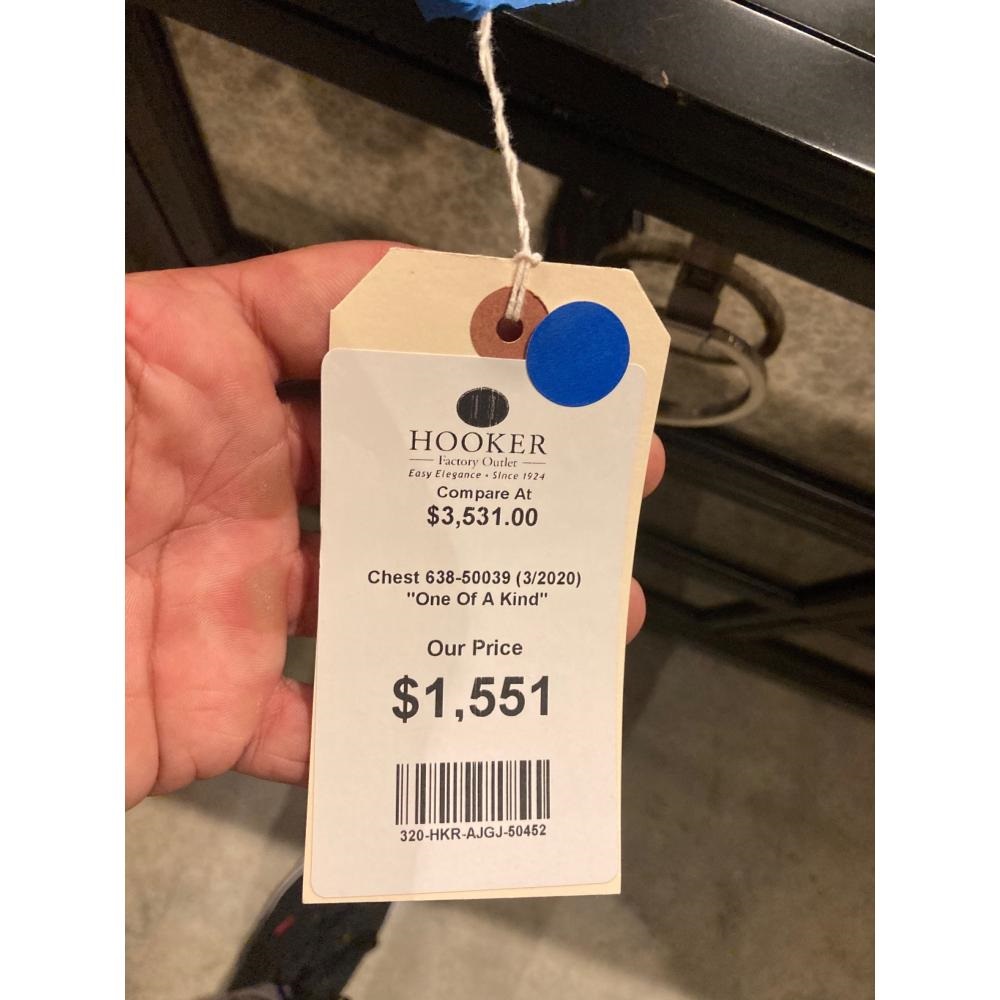 HOOKER
Factory Outlet
Easy Elegance • Since 1924
Compare At
$3,531.00
Chest 638-50039 (3/2020)
"One Of A Kind"
Our Price
$1,551
320-HKR-AJGJ-50452